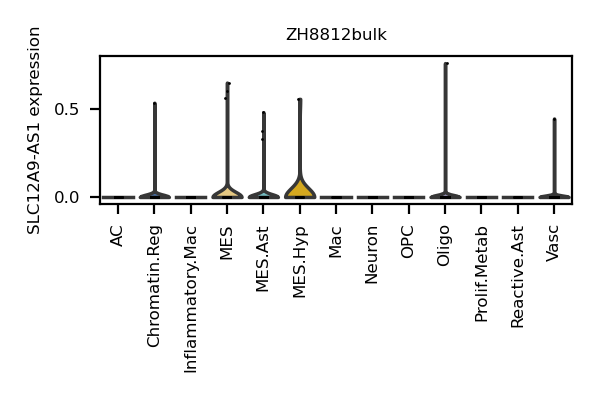 ZH8812bulk
SLC12A9-AS1 expression
0.5
0.0
AC
Chromatin.Reg
Inflammatory.Mac
MES
MES.Ast
MES.Hyp
Mac
Neuron
OPC
Oligo
Prolif.Metab
Reactive.Ast
Vasc